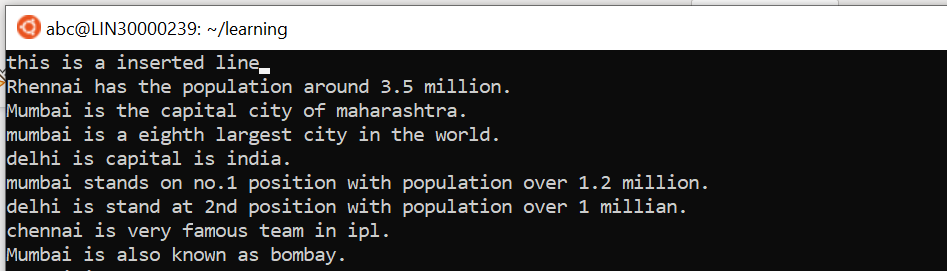 abc@LIN30000239: ~/learning
this is a inserted line
Rhennai has the population around 3.5 million.
Mumbai is the capital city of maharashtra.
mumbai is a eighth largest city in the world.
delhi is capital is india.
mumbai stands on no.1 position with population over 1.2 million.
delhi is stand at 2nd position with population over 1 millian.
chennai is very famous team in ipl.
Mumbai is also known as bombay.